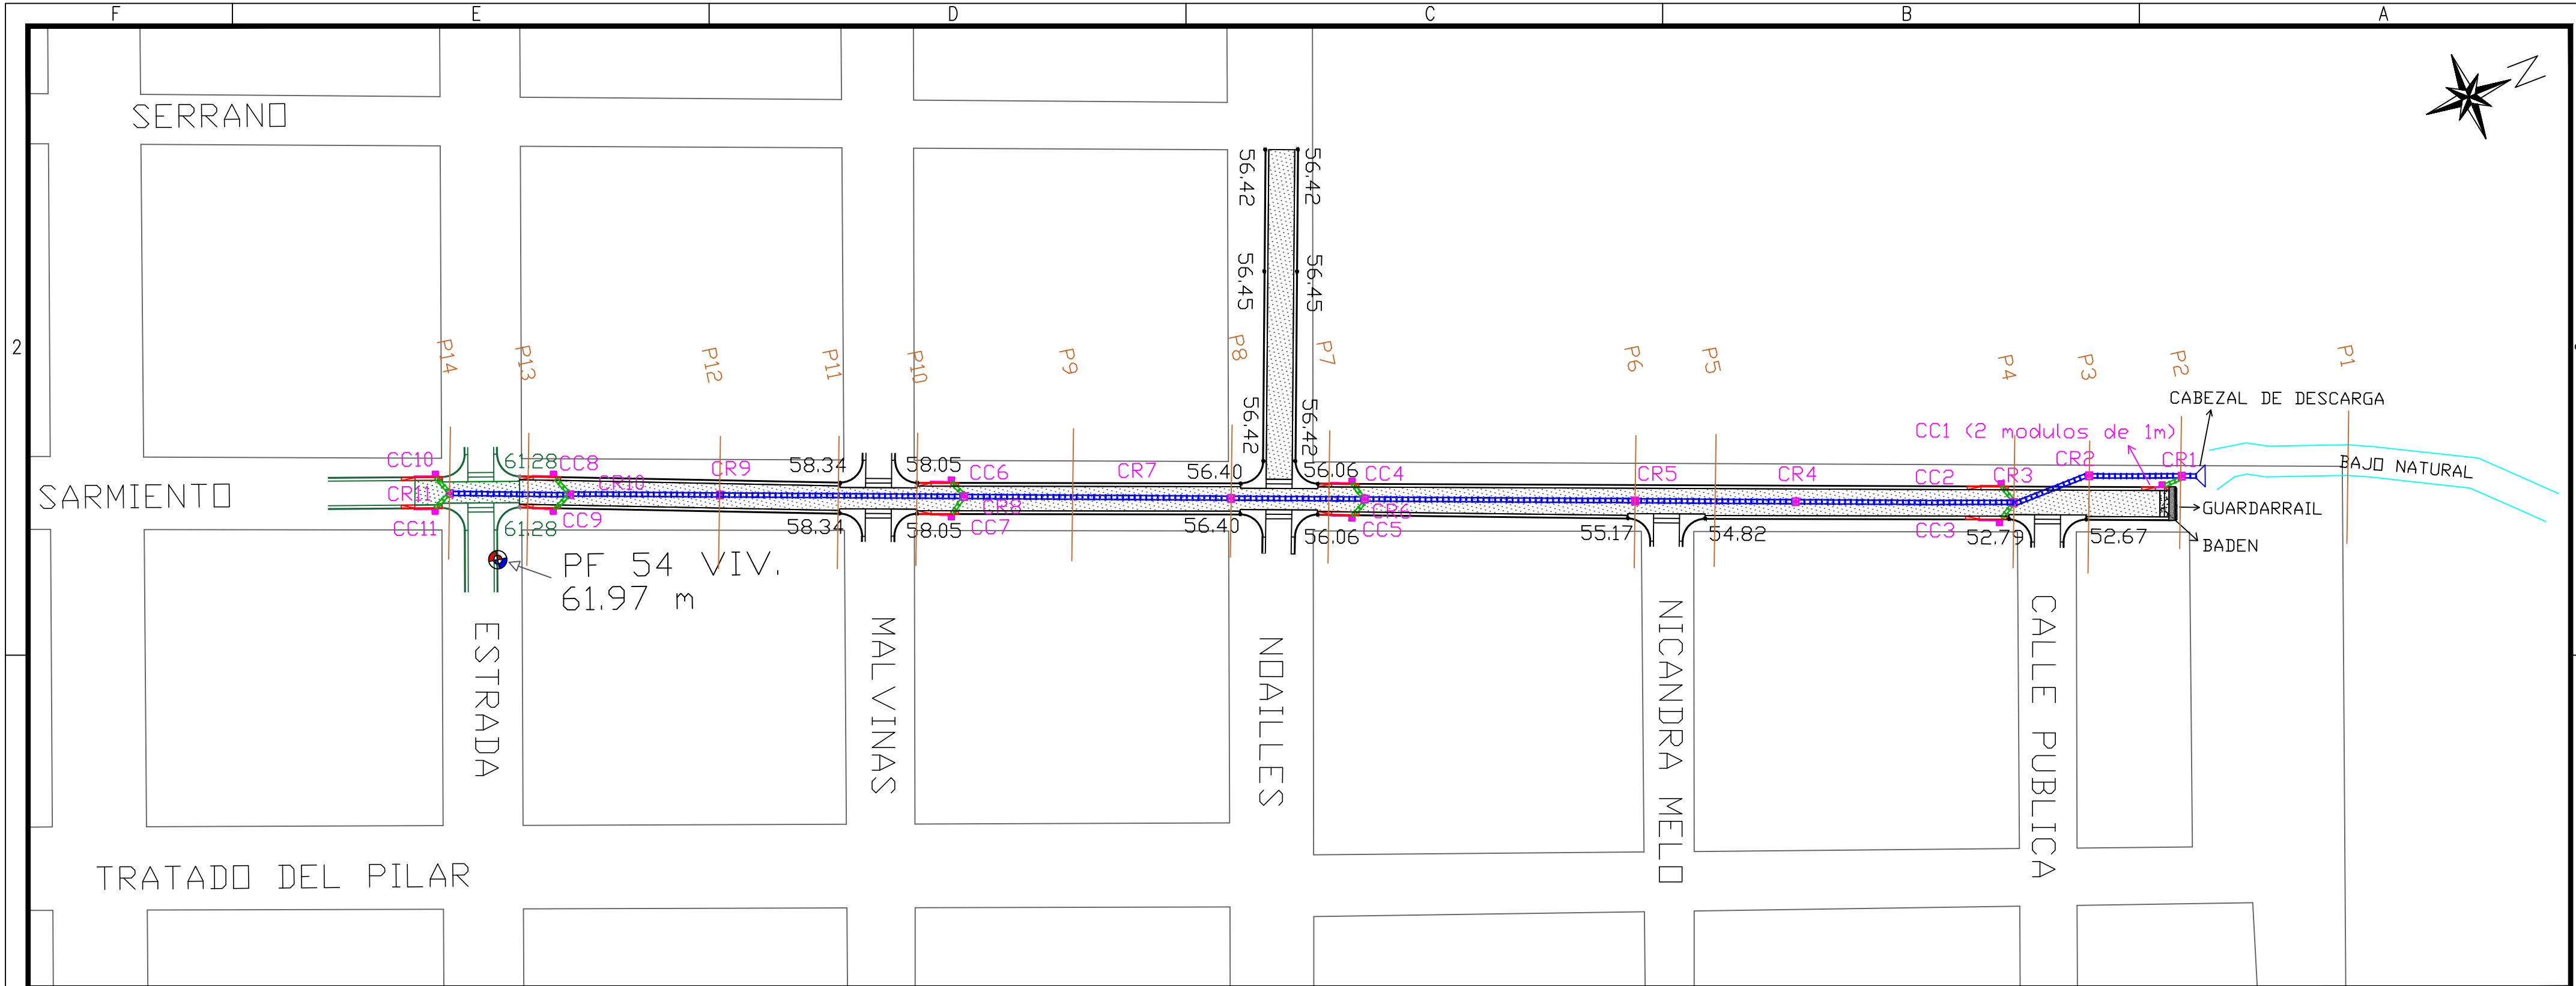 F E D C B A
SERRANO
N
56.42 56.42
56.45 56.45
2
P14 P13 P12 P11 P10 P9 P8 P7 P6 P5 P4 P3 P2 P1
CABEZAL DE DESCARGA
56.42 56.42
CC1 (2 modulos de 1m)
CC10 61.28 CC8 CR9 58.34 58.05 CC6 CR7 56.40 56.06 CC4 CR5 CR4 CC2 CR3 CR2 CR1
BAJO NATURAL
SARMIENTO CR11 CR10 CR8 CR6
GUARDARRAIL
CC11 61.28 CC9 58.34 58.05 CC7 56.40 56.06 CC5 55.17 54.82 CC3 52.79 52.67
BADEN
PF 54 VIV.
61.97 m
ESTRADA
MALVINAS
NOAILLES
NICANDRA MELO
CALLE PUBLICA
TRATADO DEL PILAR